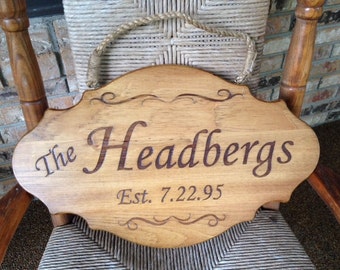 The Headbergs
Est. 7.22.95